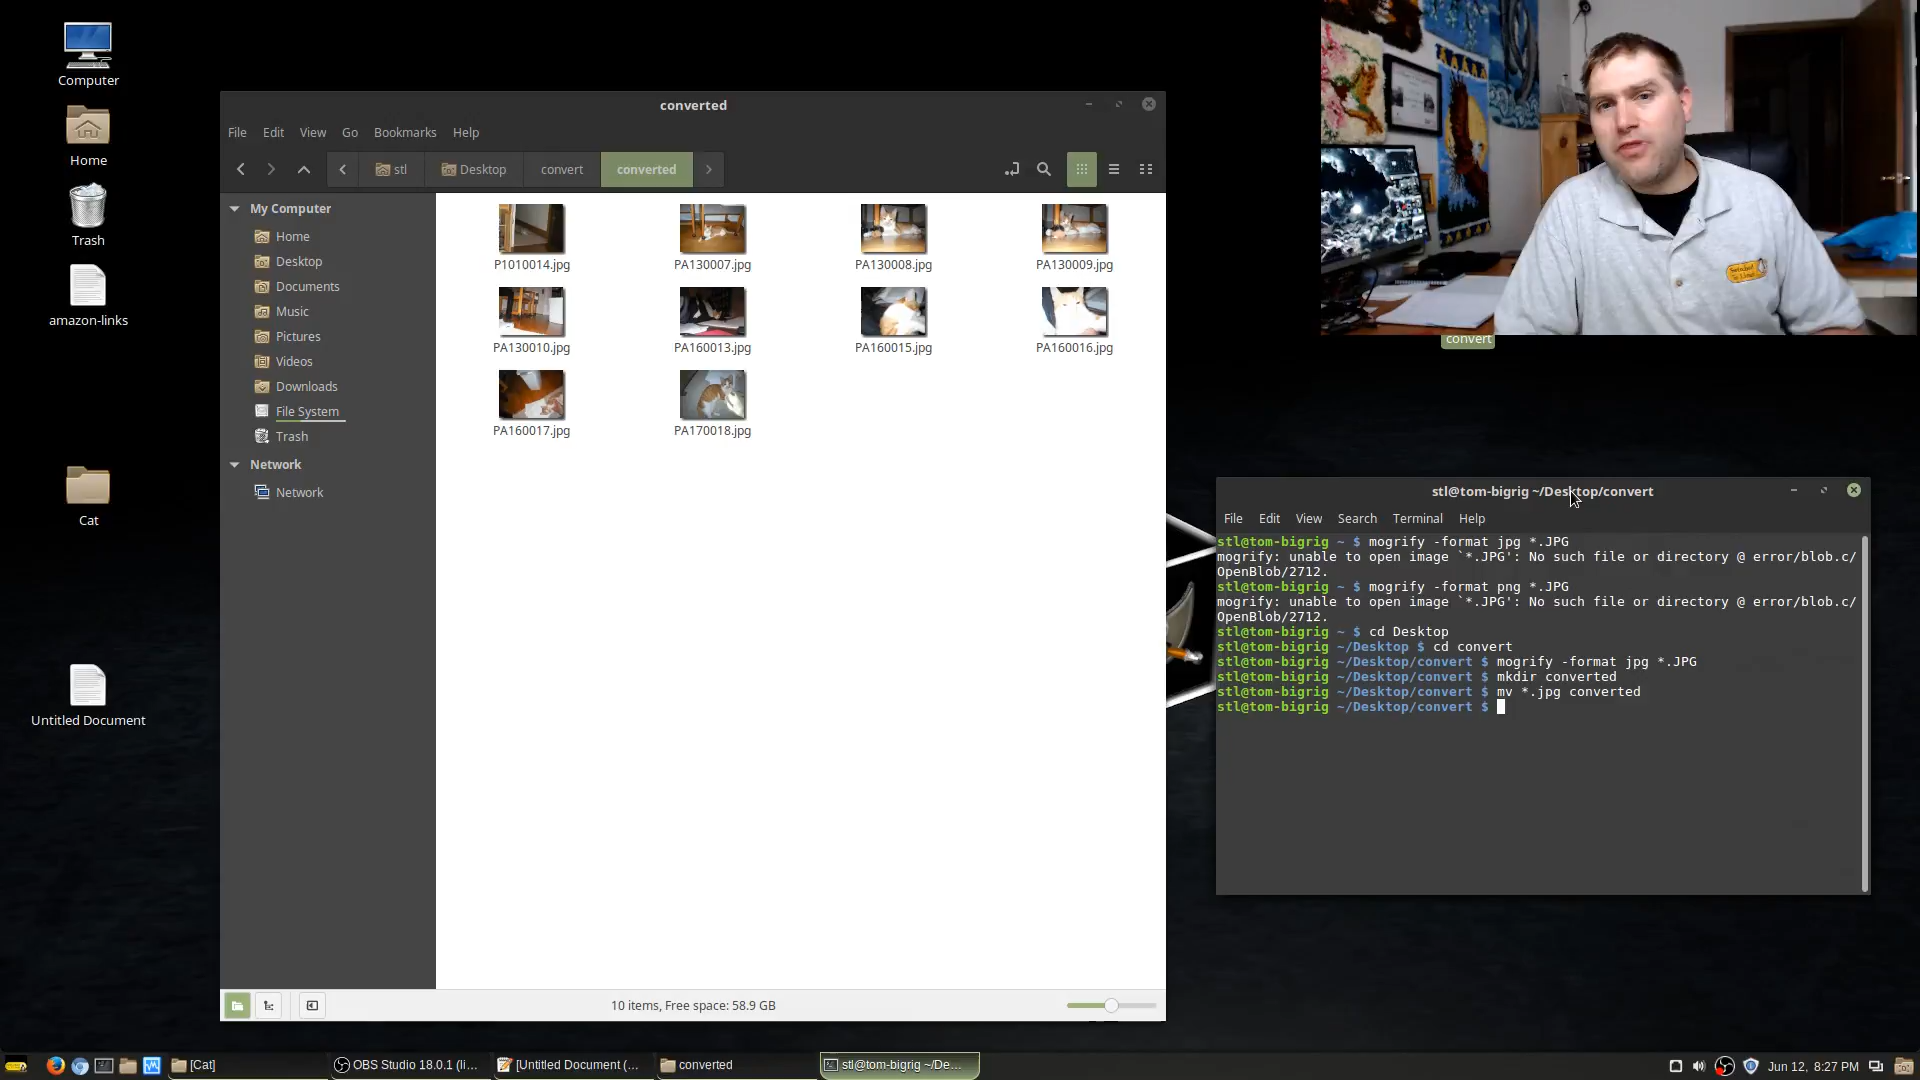 Computer
Home
Trash
amazon-links
Cat
Untitled Document
converted
File Edit View Go Bookmarks Help
stl Desktop convert converted
My Computer
Home
Desktop
Documents
Music
Pictures
Videos
Downloads
File System
Trash
Network
Network
P1010014.jpg PA130007.jpg PA130008.jpg PA130009.jpg
PA130010.jpg PA160013.jpg PA160015.jpg PA160016.jpg
PA160017.jpg PA170018.jpg
10 items, Free space: 58.9 GB
convert
stl@tom-bigrig ~/Desktop/convert
File Edit View Search Terminal Help
stl@tom-bigrig ~ $ mogrify -format jpg *.JPG
mogrify: unable to open image `*.JPG': No such file or directory @ error/blob.c/
OpenBlob/2712.
stl@tom-bigrig ~ $ mogrify -format png *.JPG
mogrify: unable to open image `*.JPG': No such file or directory @ error/blob.c/
OpenBlob/2712.
stl@tom-bigrig ~ $ cd Desktop
stl@tom-bigrig ~/Desktop $ cd convert
stl@tom-bigrig ~/Desktop/convert $ mogrify -format jpg *.JPG
stl@tom-bigrig ~/Desktop/convert $ mkdir converted
stl@tom-bigrig ~/Desktop/convert $ mv *.jpg converted
stl@tom-bigrig ~/Desktop/convert $
[Cat] OBS Studio 18.0.1 (li... [Untitled Document (... converted stl@tom-bigrig ~/De... Jun 12, 8:27 PM